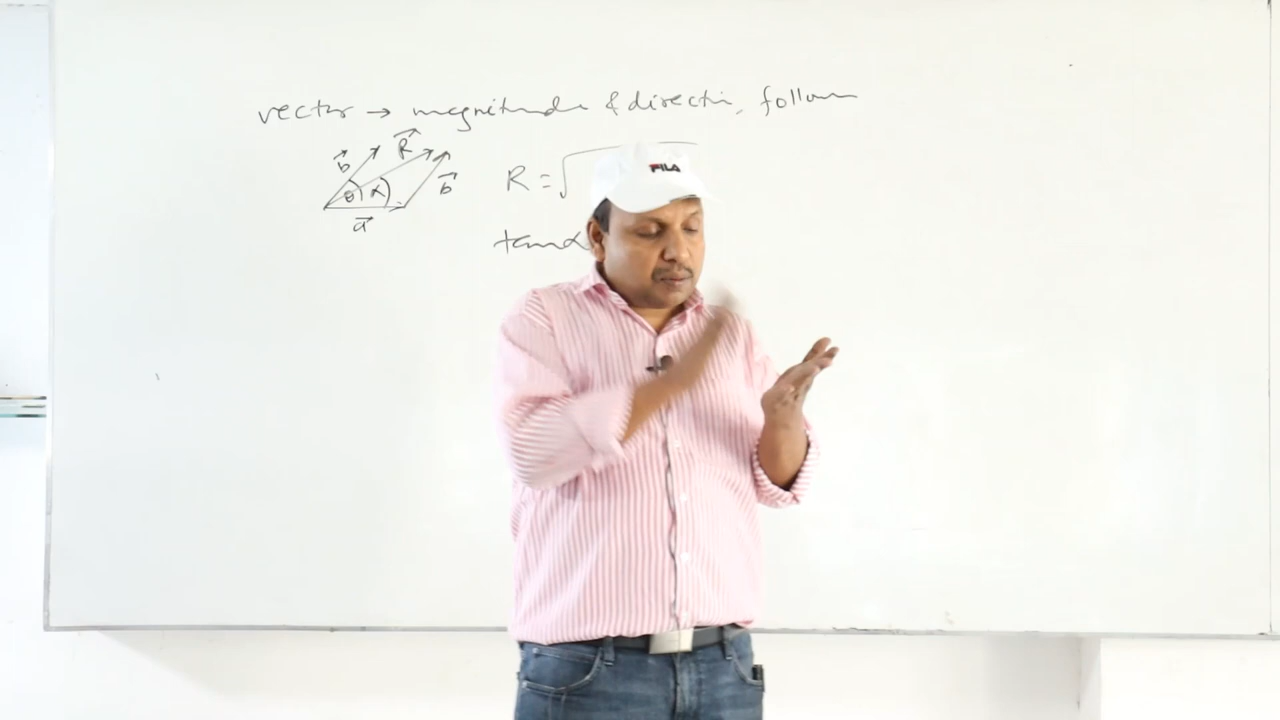 vector → magnitude & directi, follow
b⃗ R⃗ R = √
θ α b⃗
a⃗ tanα
FILA